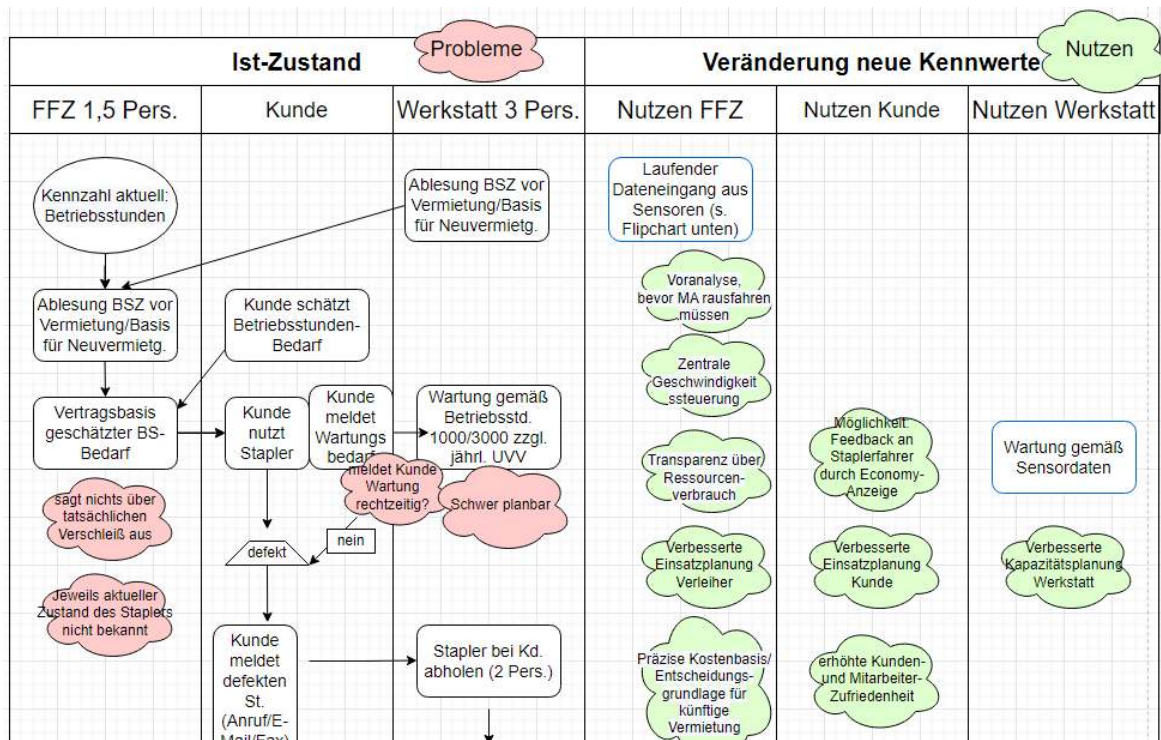 Ist-Zustand
Probleme
Veränderung neue Kennwerte
Nutzen
FFZ 1,5 Pers.
Kunde
Werkstatt 3 Pers.
Nutzen FFZ
Nutzen Kunde
Nutzen Werkstatt
Kennzahl aktuell:
Betriebsstunden
Ablesung BSZ vor
Vermietung/Basis
für Neuvermietg.
Laufender
Dateneingang aus
Sensoren (s.
Flipchart unten)
Ablesung BSZ vor
Vermietung/Basis
für Neuvermietg.
Kunde schätzt
Betriebsstunden-
Bedarf
Voranalyse,
bevor MA rausfahren
müssen
Zentrale
Geschwindigkeit
ssteuerung
Vertragsbasis
geschätzter BS-
Bedarf
Kunde
nutzt
Stapler
Kunde
meldet
Wartungs
bedarf
Wartung gemäß
Betriebsstd.
1000/3000 zzgl.
jährl. UVV
meldet Kunde
Wartung
rechtzeitig?
Schwer planbar
nein
defekt
sagt nichts über
tatsächlichen
Verschleiß aus
Jeweils aktueller
Zustand des Staplers
nicht bekannt
Transparenz über
Ressourcen-
verbrauch
Möglichkeit:
Feedback an
Staplerfahrer
durch Economy-
Anzeige
Wartung gemäß
Sensordaten
Verbesserte
Einsatzplanung
Verleiher
Verbesserte
Einsatzplanung
Kunde
Verbesserte
Kapazitätsplanung
Werkstatt
Kunde
meldet
defekten
St.
(Anruf/E-
Mail/Fax)
Stapler bei Kd.
abholen (2 Pers.)
Präzise Kostenbasis/
Entscheidungs-
grundlage für
künftige
Vermietung
erhöhte Kunden-
und Mitarbeiter-
Zufriedenheit